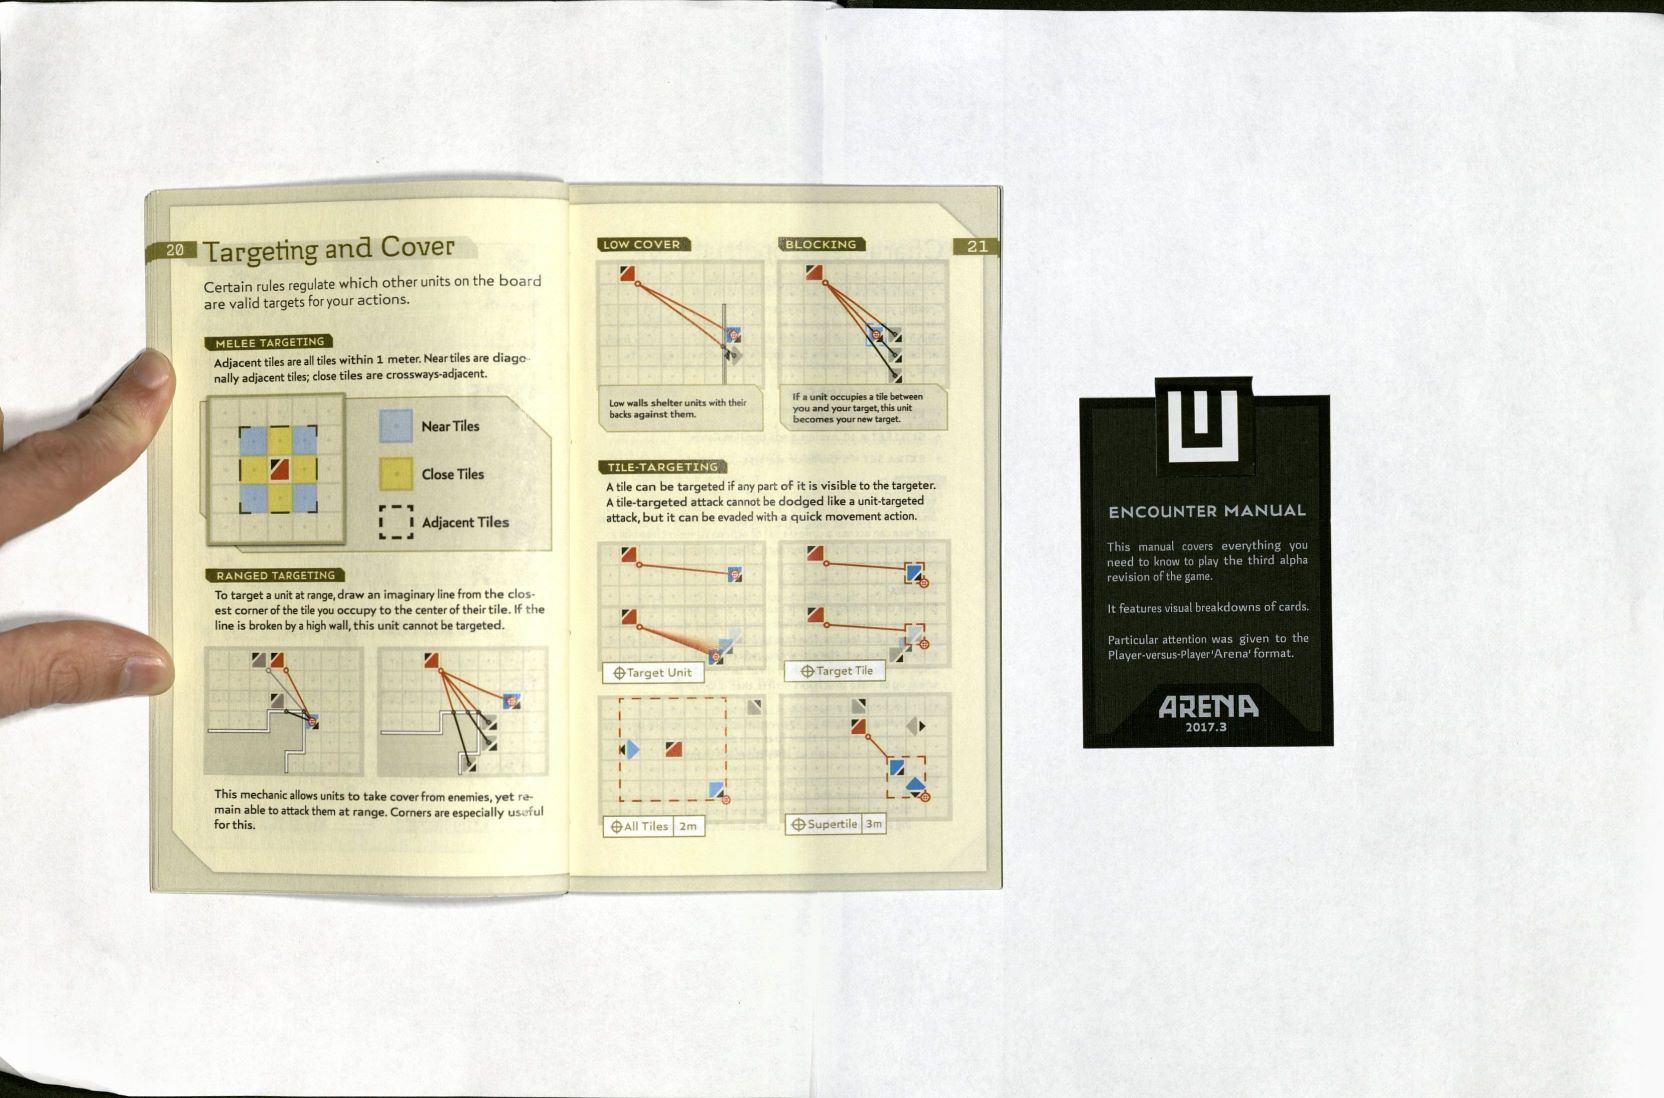 20
Targeting and Cover
Certain rules regulate which other units on the board
are valid targets for your actions.
MELEE TARGETING
Adjacent tiles are all tiles within 1 meter. Near tiles are diago-
nally adjacent tiles; close tiles are crossways-adjacent.
Near Tiles
Close Tiles
Adjacent Tiles
RANGED TARGETING
To target a unit at range, draw an imaginary line from the clos-
est corner of the tile you occupy to the center of their tile. If the
line is broken by a high wall, this unit cannot be targeted.
This mechanic allows units to take cover from enemies, yet re-
main able to attack them at range. Corners are especially useful
for this.
21
LOW COVER
Low walls shelter units with their
backs against them.
BLOCKING
If a unit occupies a tile between
you and your target, this unit
becomes your new target.
TILE-TARGETING
A tile can be targeted if any part of it is visible to the targeter.
A tile-targeted attack cannot be dodged like a unit-targeted
attack, but it can be evaded with a quick movement action.
Target Unit
Target Tile
All Tiles 2m
Supertile 3m
ENCOUNTER MANUAL
This manual covers everything you
need to know to play the third alpha
revision of the game.
It features visual breakdowns of cards.
Particular attention was given to the
Player-versus-Player 'Arena' format.
ARENA
2017.3